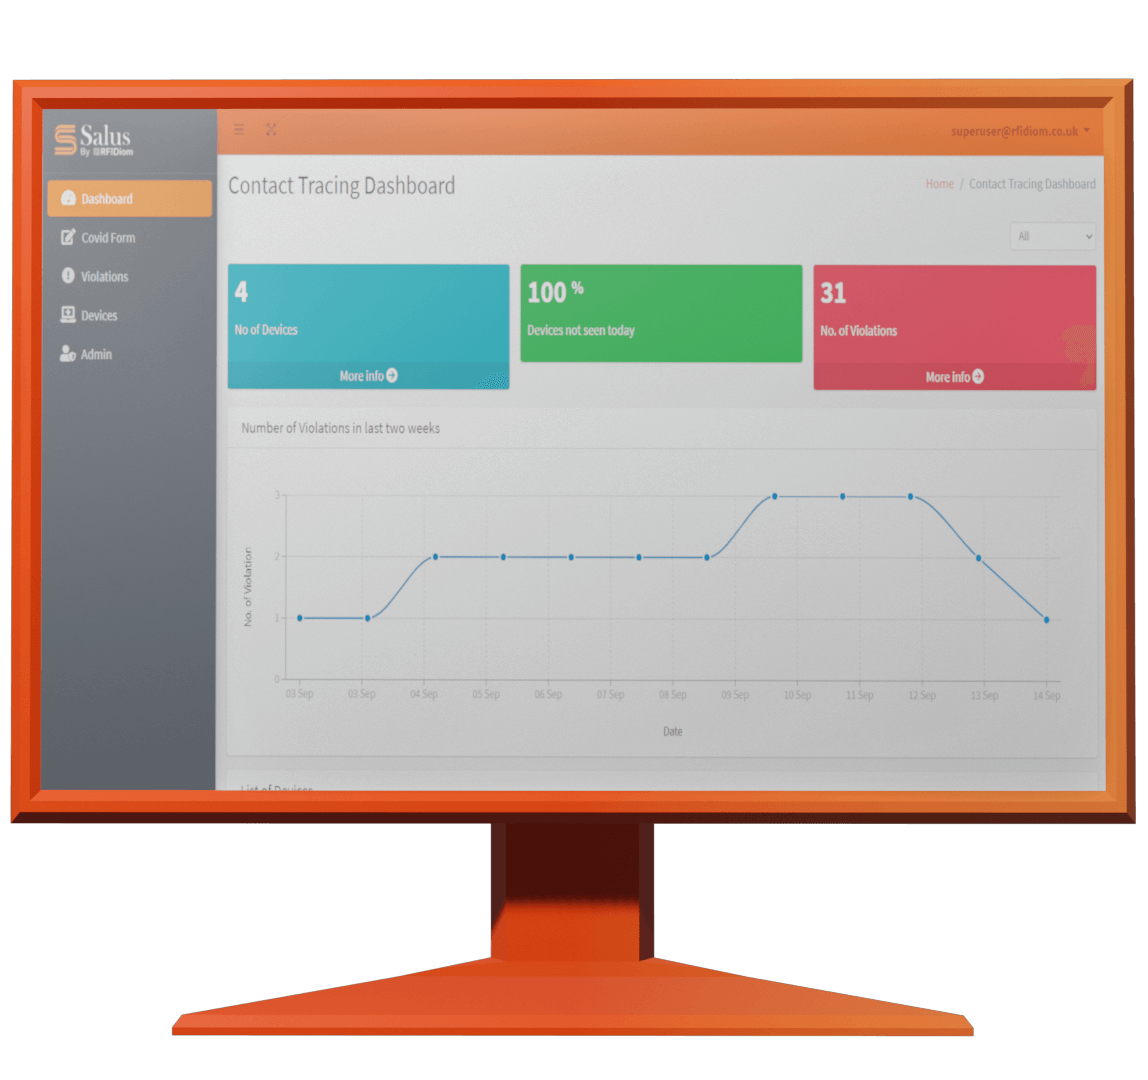 Salus
By RFIDiom
superuser@rfidiom.co.uk
Dashboard
Covid Form
Violations
Devices
Admin
Contact Tracing Dashboard
Home / Contact Tracing Dashboard
All
4
No of Devices
More info
100 %
Devices not seen today
31
No. of Violations
More info
Number of Violations in last two weeks
No. of Violation
3
2
1
0
03 Sep 03 Sep 04 Sep 05 Sep 06 Sep 07 Sep 08 Sep 09 Sep 10 Sep 11 Sep 12 Sep 13 Sep 14 Sep
Date
List of Devices